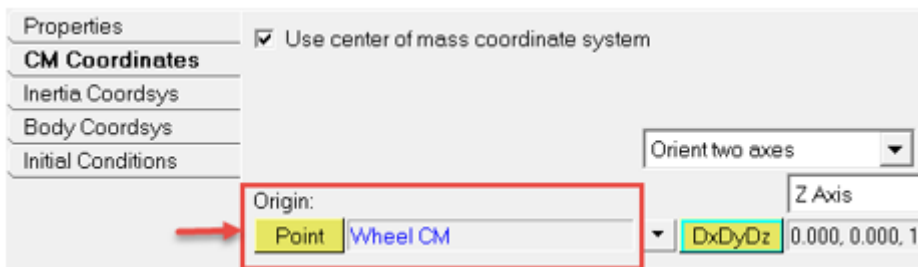 Properties
CM Coordinates
Inertia Coordsys
Body Coordsys
Initial Conditions
Use center of mass coordinate system
Orient two axes
Origin:
Z Axis
Point Wheel CM DxDyDz 0.000, 0.000, 1